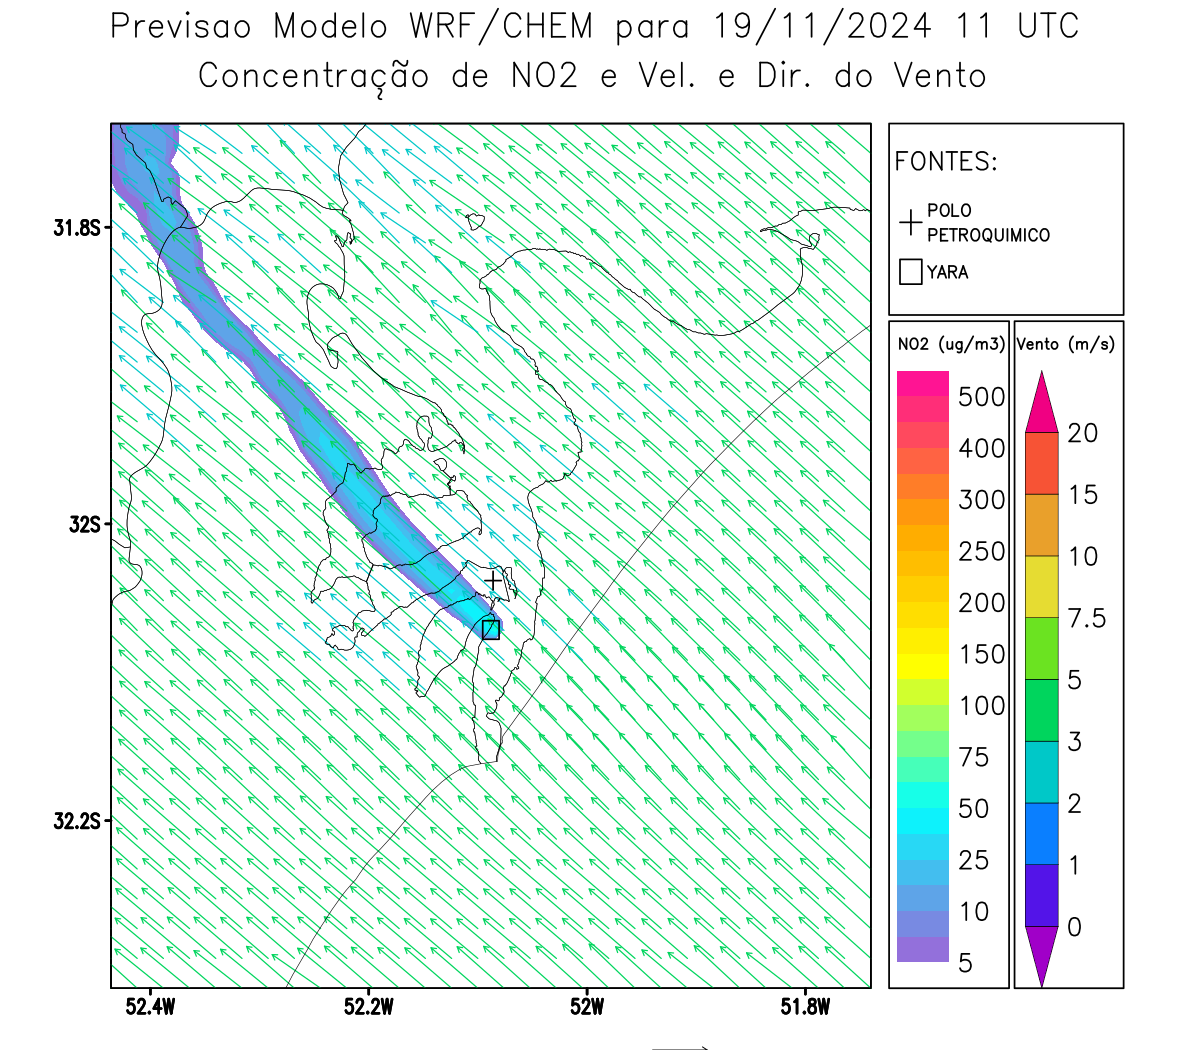 Previsao Modelo WRF/CHEM para 19/11/2024 11 UTC
Concentração de NO2 e Vel. e Dir. do Vento
FONTES:
POLO
PETROQUIMICO
YARA
NO2 (ug/m3)
500
400
300
250
200
150
100
75
50
25
10
5
Vento (m/s)
20
15
10
7.5
5
3
2
1
0
31.8S
32S
32.2S
52.4W
52.2W
52W
51.8W